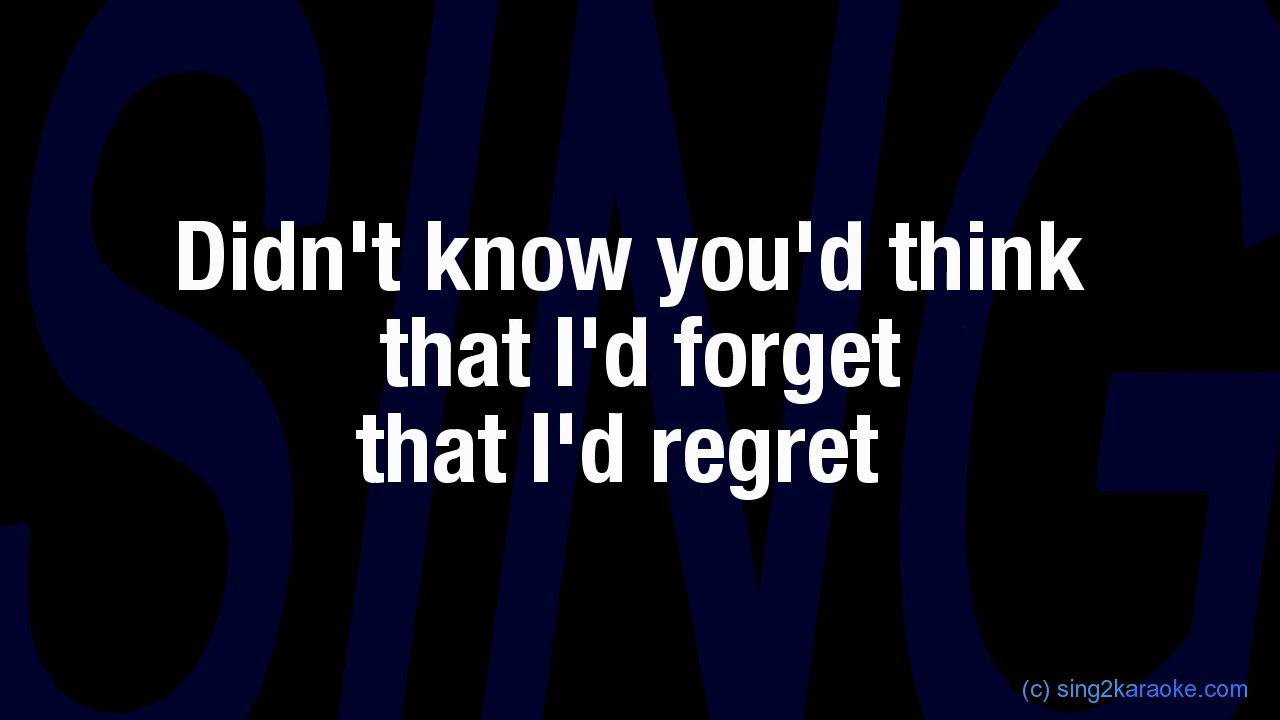 SING
Didn't know you'd think
that I'd forget
that I'd regret
(c) sing2karaoke.com